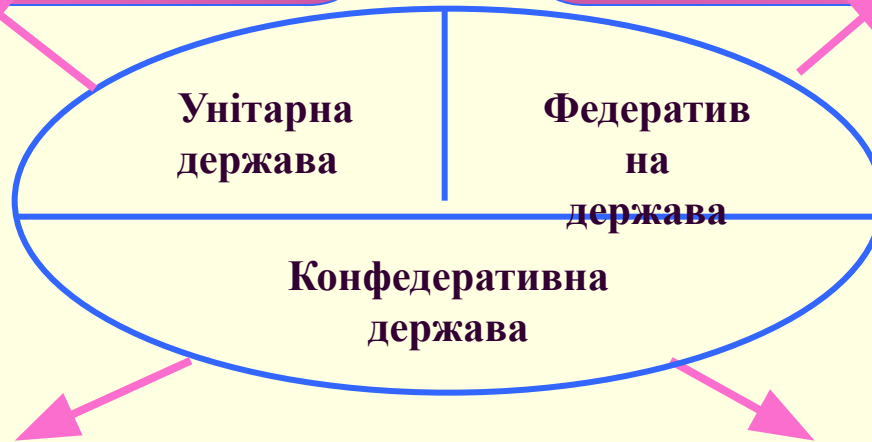 Унітарна
держава
Федератив
на
держава
Конфедеративна
держава